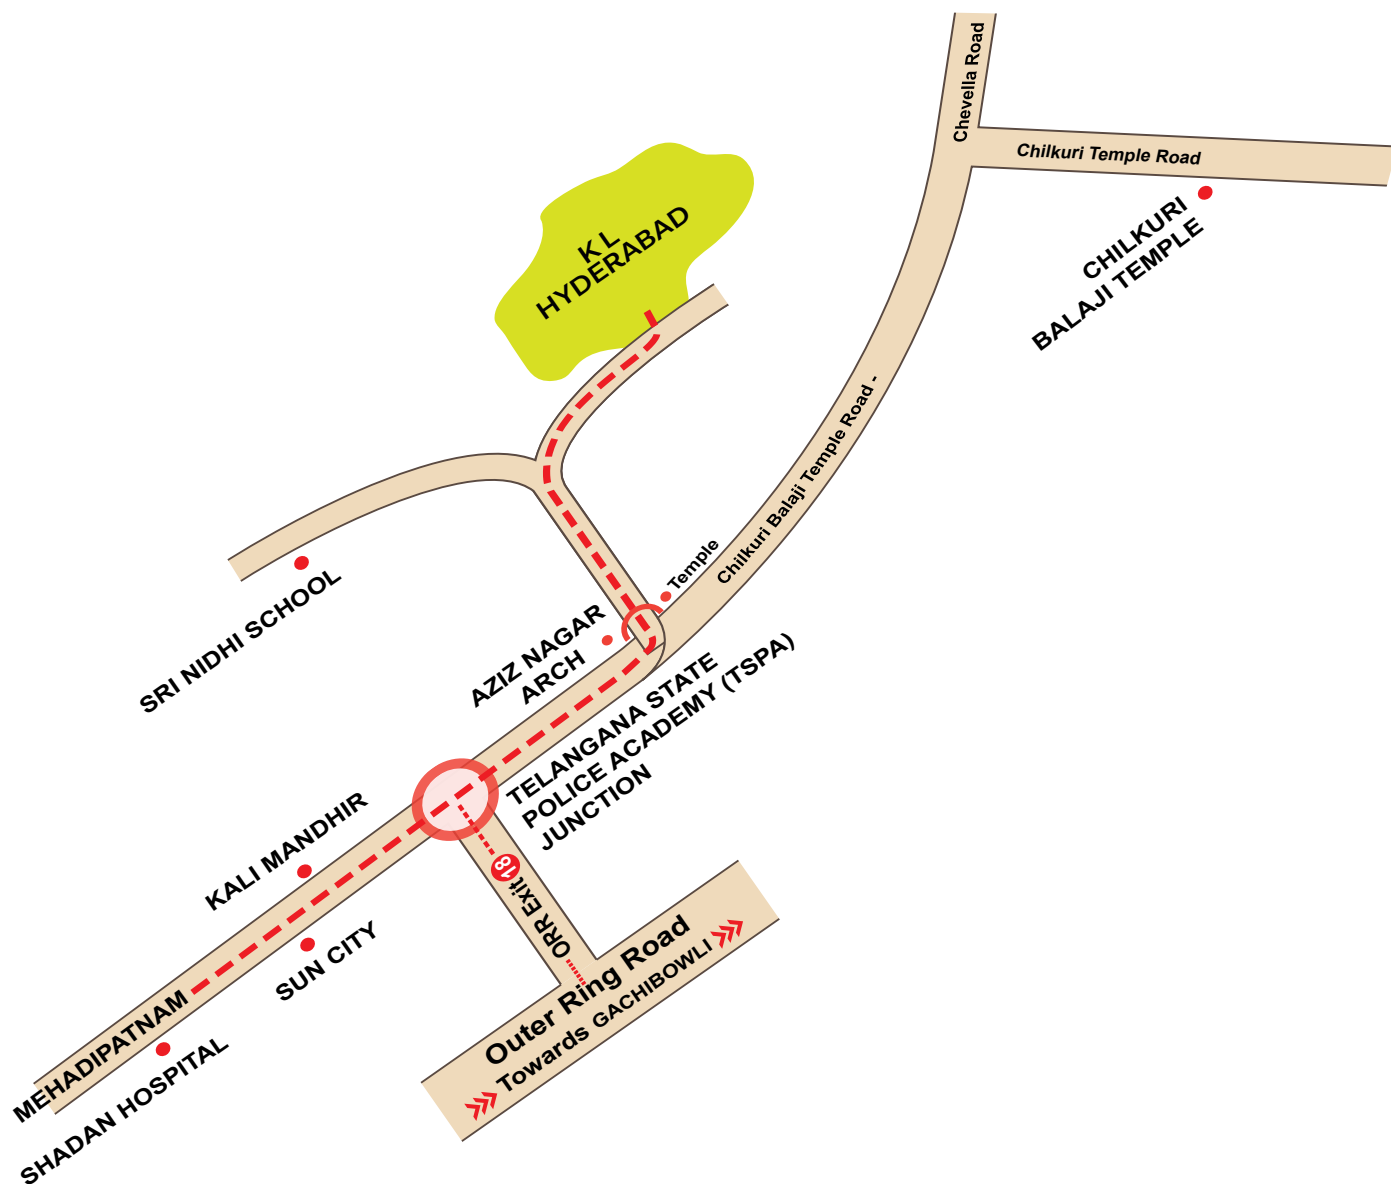 Chevella Road
Chilkuri Temple Road
CHILKURI
BALAJI TEMPLE
K L
HYDERABAD
Chilkuri Balaji Temple Road -
Temple
SRI NIDHI SCHOOL
AZIZ NAGAR
ARCH
TELANGANA STATE
POLICE ACADEMY (TSPA)
JUNCTION
KALI MANDHIR
18
ORR Exit
SUN CITY
Outer Ring Road
Towards GACHIBOWLI
MEHADIPATNAM
SHADAN HOSPITAL